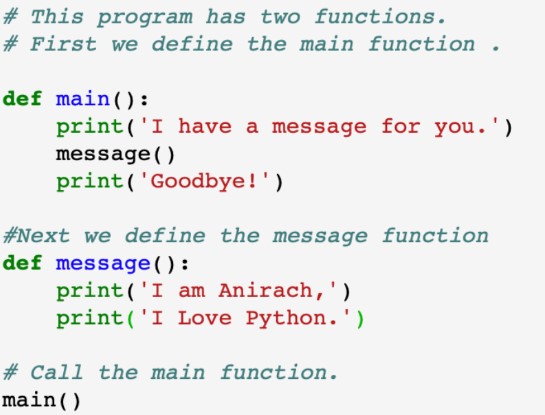 # This program has two functions.
# First we define the main function .

def main():
    print('I have a message for you.')
    message()
    print('Goodbye!')

#Next we define the message function
def message():
    print('I am Anirach,')
    print('I Love Python.')

# Call the main function.
main()